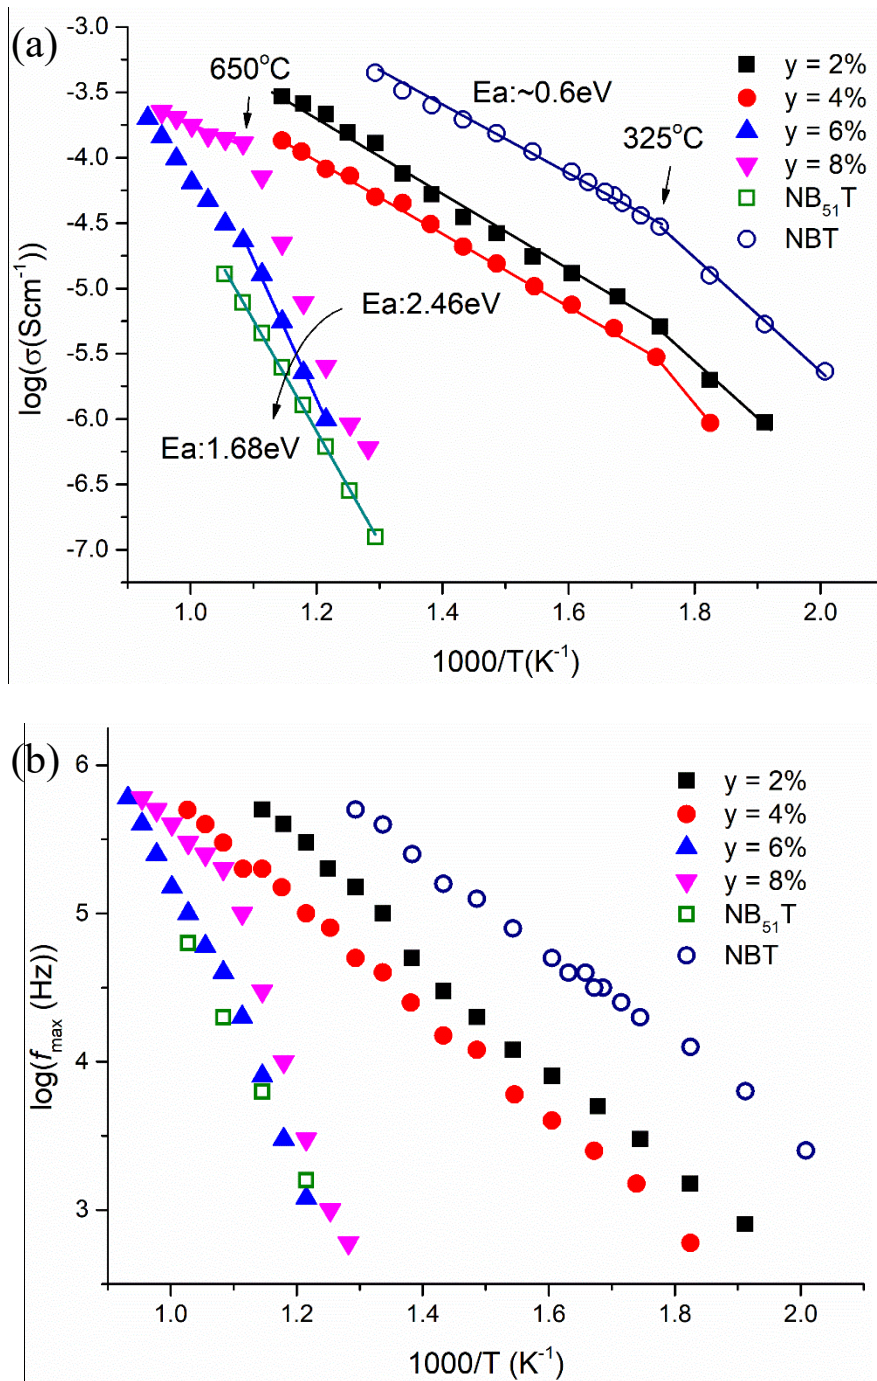 (a)
-3.0
-3.5
-4.0
-4.5
-5.0
-5.5
-6.0
-6.5
-7.0
log(σ(Scm⁻¹))
650°C
Ea:~0.6eV
325°C
Ea:2.46eV
Ea:1.68eV
y = 2%
y = 4%
y = 6%
y = 8%
NB₅₁T
NBT
1.0 1.2 1.4 1.6 1.8 2.0
1000/T(K⁻¹)
(b)
6
5
4
3
log(fₘₐₓ (Hz))
y = 2%
y = 4%
y = 6%
y = 8%
NB₅₁T
NBT
1.0 1.2 1.4 1.6 1.8 2.0
1000/T (K⁻¹)